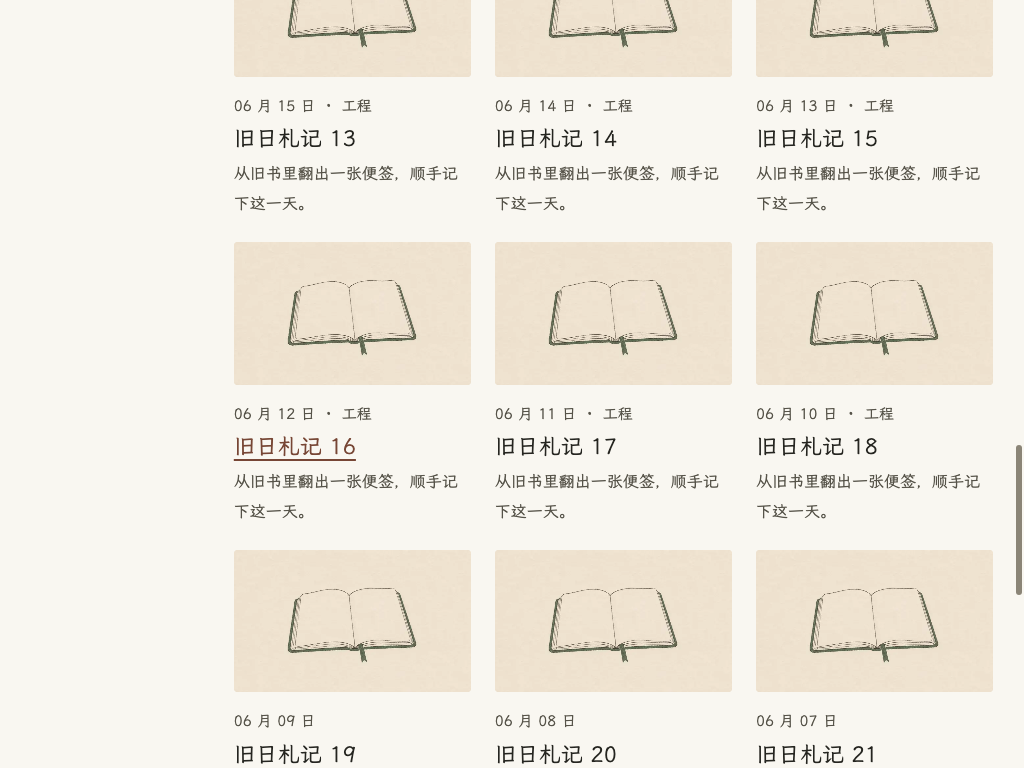 06 月 15 日 · 工程
06 月 14 日 · 工程
06 月 13 日 · 工程
旧日札记 13
旧日札记 14
旧日札记 15
从旧书里翻出一张便签，顺手记
下这一天。
从旧书里翻出一张便签，顺手记
下这一天。
从旧书里翻出一张便签，顺手记
下这一天。
06 月 12 日 · 工程
06 月 11 日 · 工程
06 月 10 日 · 工程
旧日札记 16
旧日札记 17
旧日札记 18
从旧书里翻出一张便签，顺手记
下这一天。
从旧书里翻出一张便签，顺手记
下这一天。
从旧书里翻出一张便签，顺手记
下这一天。
06 月 09 日
06 月 08 日
06 月 07 日
旧日札记 19
旧日札记 20
旧日札记 21